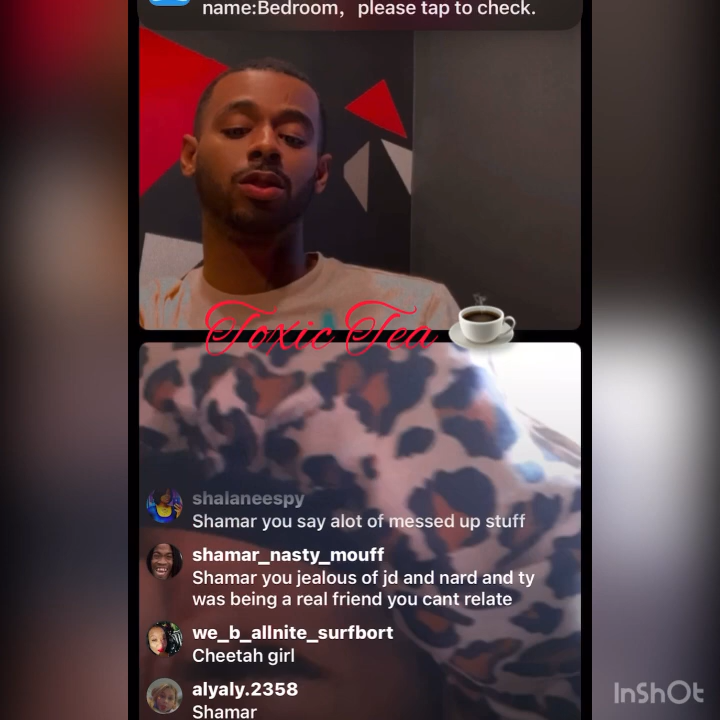 name:Bedroom, please tap to check.
Toxic Tea
shalaneespy
Shamar you say alot of messed up stuff
shamar_nasty_mouff
Shamar you jealous of jd and nard and ty
was being a real friend you cant relate
we_b_allnite_surfbort
Cheetah girl
alyaly.2358
Shamar
InShOt